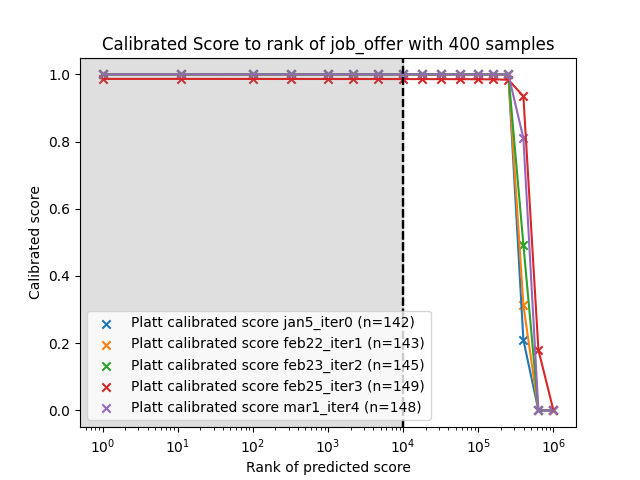 Calibrated Score to rank of job_offer with 400 samples
Calibrated score
1.0
0.8
0.6
0.4
0.2
0.0
Platt calibrated score jan5_iter0 (n=142)
Platt calibrated score feb22_iter1 (n=143)
Platt calibrated score feb23_iter2 (n=145)
Platt calibrated score feb25_iter3 (n=149)
Platt calibrated score mar1_iter4 (n=148)
10⁰ 10¹ 10² 10³ 10⁴ 10⁵ 10⁶
Rank of predicted score